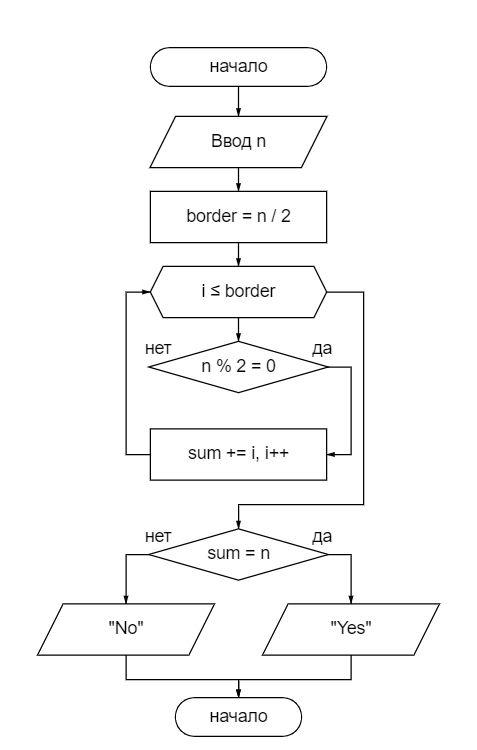 начало
Ввод n
border = n / 2
i ≤ border
нет
да
n % 2 = 0
sum += i, i++
нет
да
sum = n
"No"
"Yes"
начало